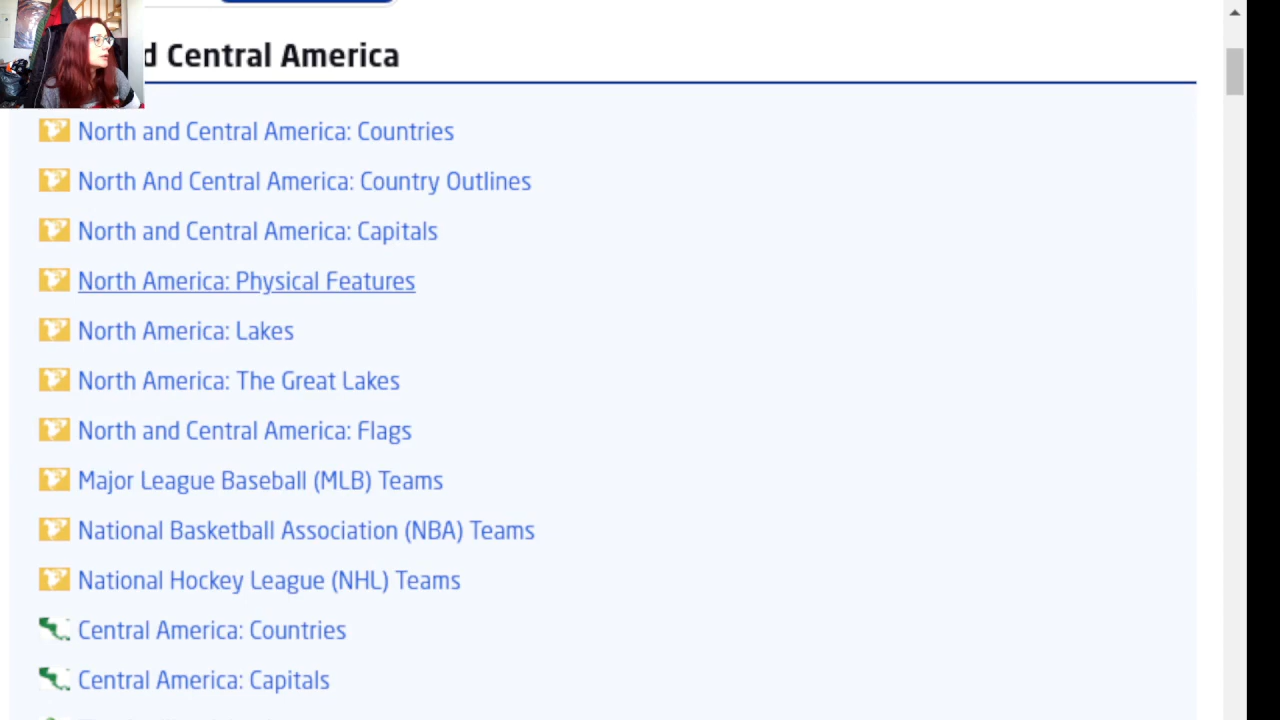 d Central America
North and Central America: Countries
North And Central America: Country Outlines
North and Central America: Capitals
North America: Physical Features
North America: Lakes
North America: The Great Lakes
North and Central America: Flags
Major League Baseball (MLB) Teams
National Basketball Association (NBA) Teams
National Hockey League (NHL) Teams
Central America: Countries
Central America: Capitals